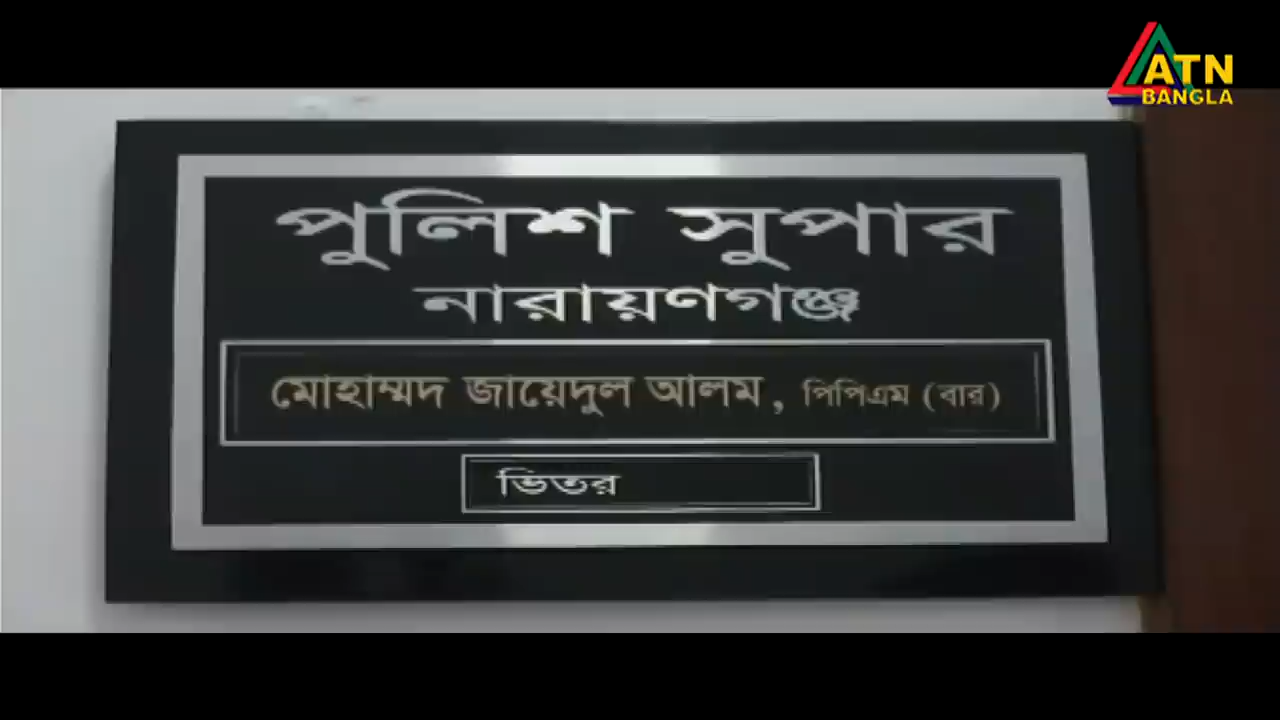 ATN
BANGLA
পুলিশ সুপার
নারায়ণগঞ্জ
মোহাম্মদ জায়েদুল আলম, পিপিএম (বার)
ভিতর